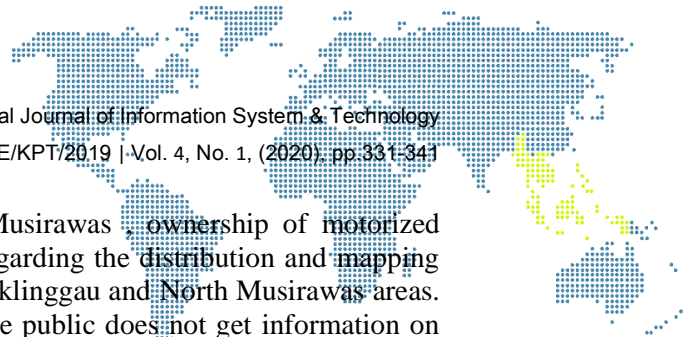 al Journal of Information System & Technology
E/KPT/2019 | Vol. 4, No. 1, (2020), pp.331-341
Musirawas , ownership of motorized
garding the distribution and mapping
klinggau and North Musirawas areas.
e public does not get information on